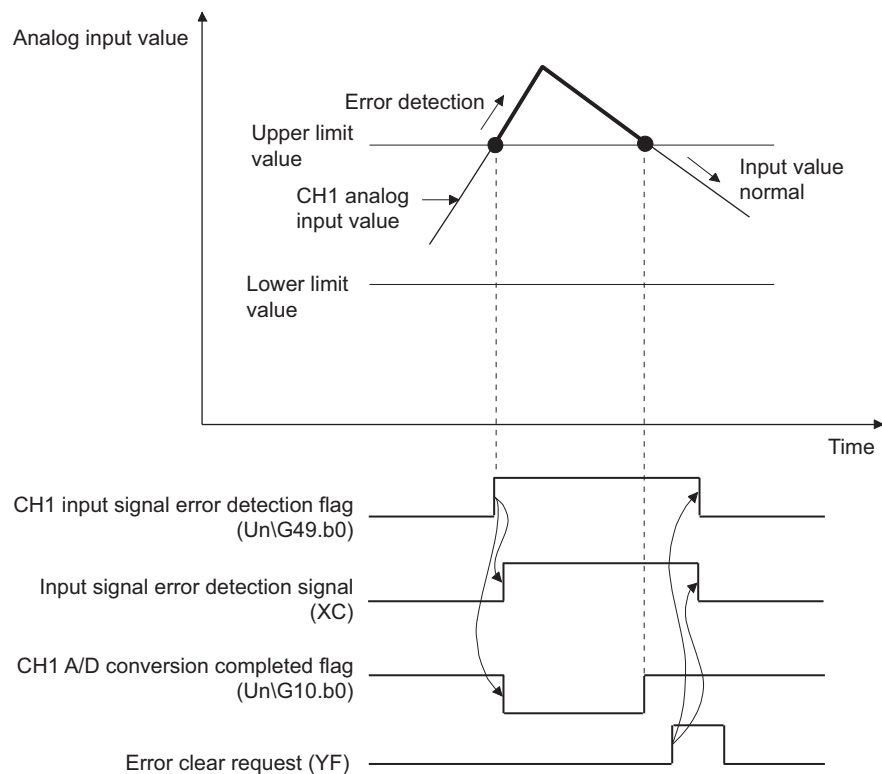 Analog input value
Error detection
Upper limit
value
Input value
normal
CH1 analog
input value
Lower limit
value
Time
CH1 input signal error detection flag
(Un\G49.b0)
Input signal error detection signal
(XC)
CH1 A/D conversion completed flag
(Un\G10.b0)
Error clear request (YF)